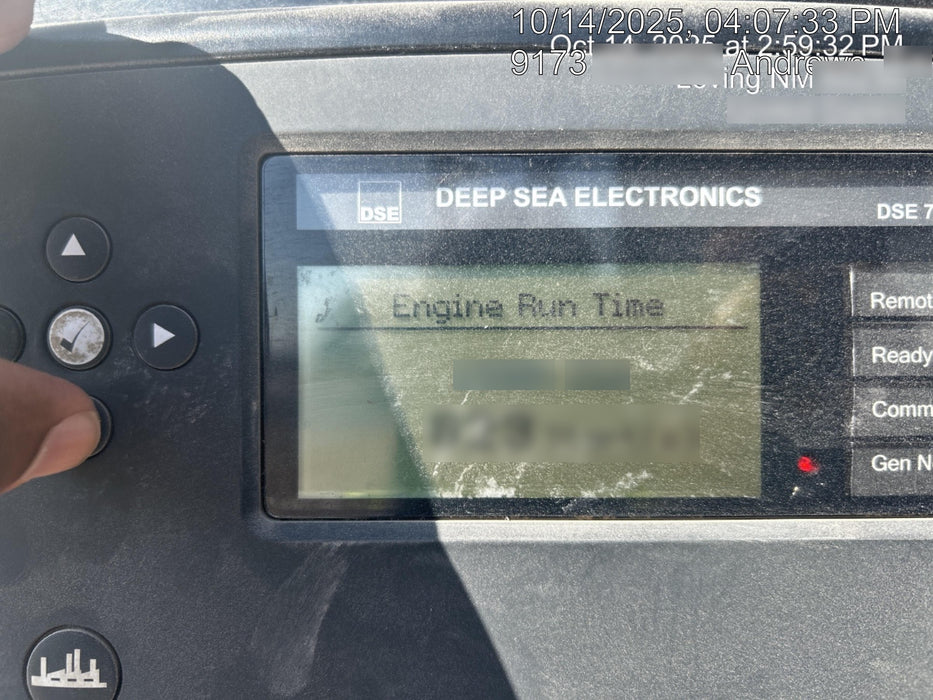 10/14/2025, 04:07:33 PM
Oct 14, 2025 at 2:59:32 PM
9173 Andrews
Loving NM
DSE
DEEP SEA ELECTRONICS
DSE 7
Engine Run Time
Remot
Ready
Comm
Gen N